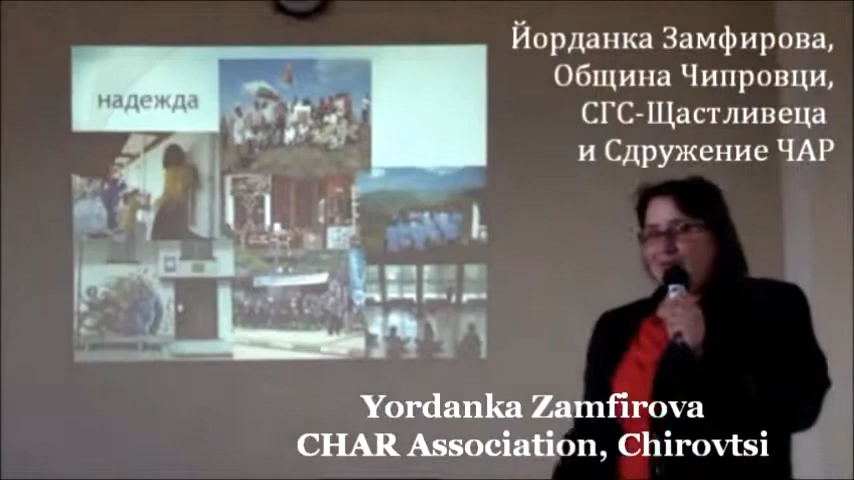 надежда
Йорданка Замфирова,
Община Чипровци,
СГС-Щастливеца
и Сдружение ЧАР
Yordanka Zamfirova
CHAR Association, Chirovtsi